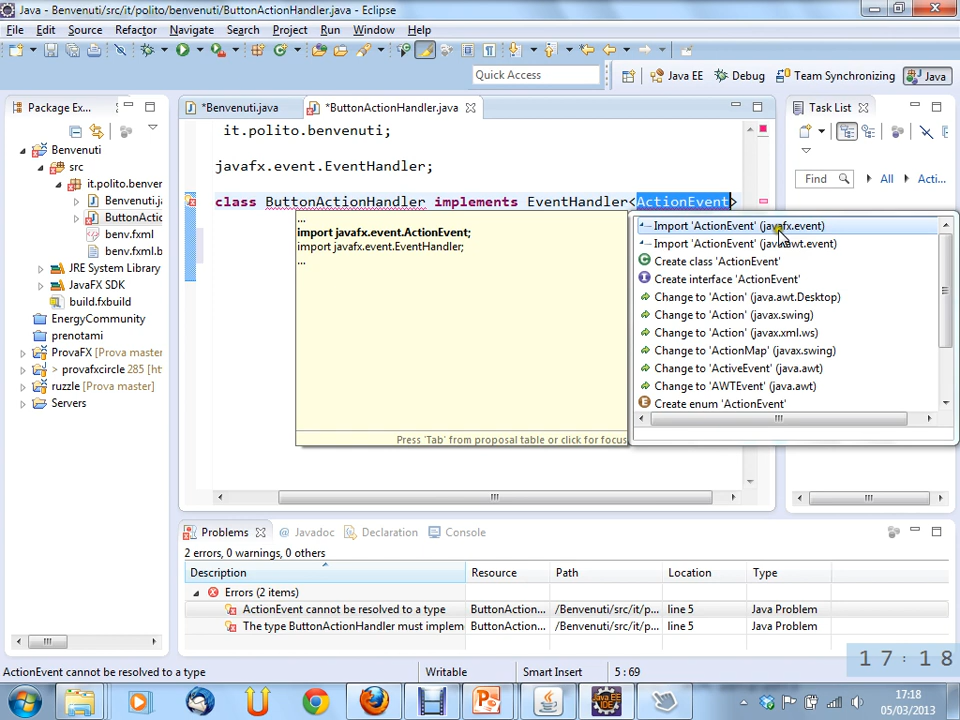 Java - Benvenuti/src/it/polito/benvenuti/ButtonActionHandler.java - Eclipse
File Edit Source Refactor Navigate Search Project Run Window Help
Quick Access
Java EE
Debug
Team Synchronizing
Java
Package Ex...
*Benvenuti.java
*ButtonActionHandler.java
Task List
Find
All
Acti...
Benvenuti
src
it.polito.benver
Benvenuti.ja
ButtonActic
benv.fxml
benv.fxml.b
JRE System Library
JavaFX SDK
build.fxbuild
EnergyCommunity
prenotami
ProvaFX [Prova master
> provafxcircle 285 [htt
ruzzle [Prova master]
Servers
it.polito.benvenuti;
javafx.event.EventHandler;
class ButtonActionHandler implements EventHandler<ActionEvent>
...
import javafx.event.ActionEvent;
import javafx.event.EventHandler;
...
Press 'Tab' from proposal table or click for focus
Import 'ActionEvent' (javafx.event)
Import 'ActionEvent' (java.awt.event)
Create class 'ActionEvent'
Create interface 'ActionEvent'
Change to 'Action' (java.awt.Desktop)
Change to 'Action' (javax.swing)
Change to 'Action' (javax.xml.ws)
Change to 'ActionMap' (javax.swing)
Change to 'ActiveEvent' (java.awt)
Change to 'AWTEvent' (java.awt)
Create enum 'ActionEvent'
Problems
Javadoc
Declaration
Console
2 errors, 0 warnings, 0 others
Description Resource Path Location Type
Errors (2 items)
ActionEvent cannot be resolved to a type ButtonAction... /Benvenuti/src/it/p... line 5 Java Problem
The type ButtonActionHandler must implem ButtonAction... /Benvenuti/src/it/p... line 5 Java Problem
17:18
ActionEvent cannot be resolved to a type
Writable
Smart Insert
5 : 69
17:18
05/03/2013